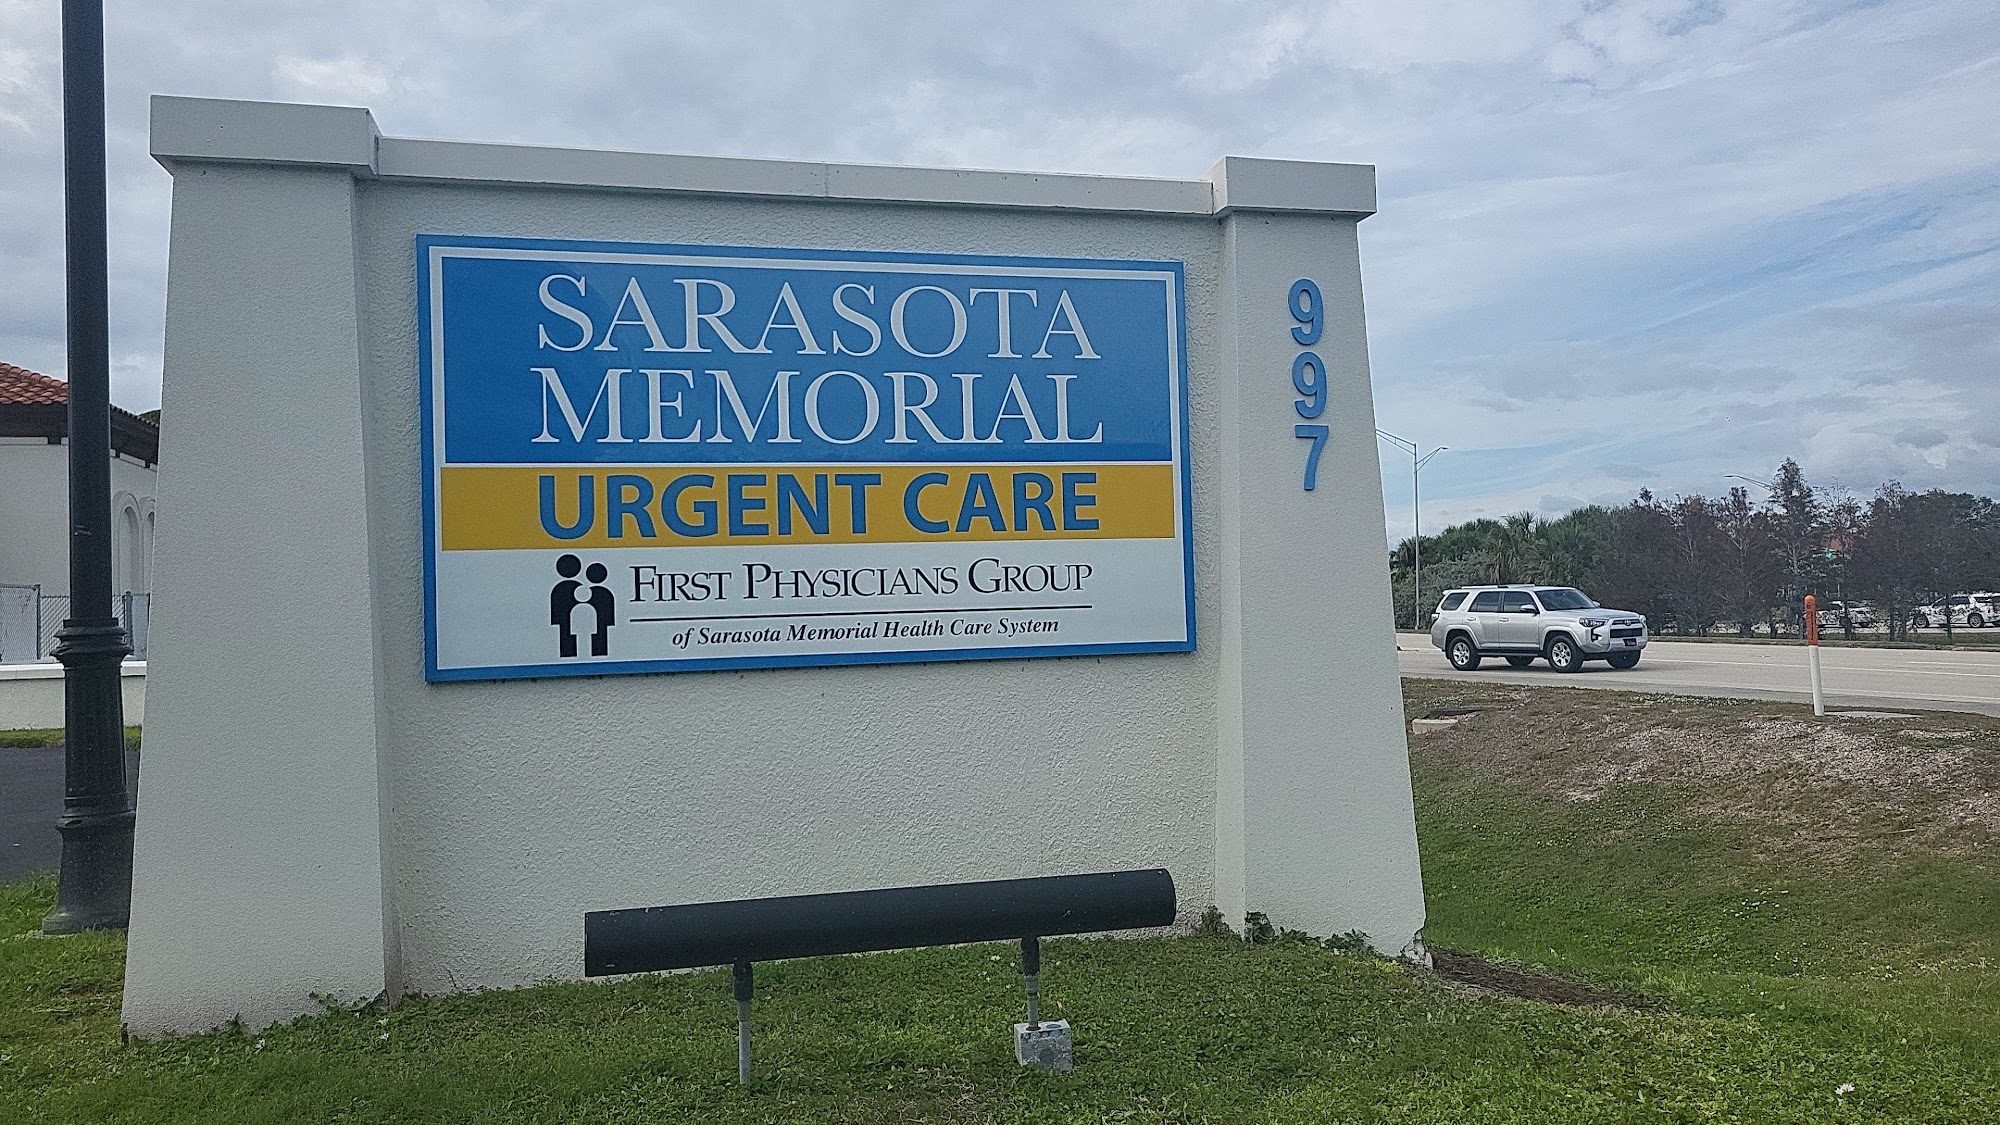 SARASOTA
MEMORIAL
URGENT CARE
FIRST PHYSICIANS GROUP
of Sarasota Memorial Health Care System
997